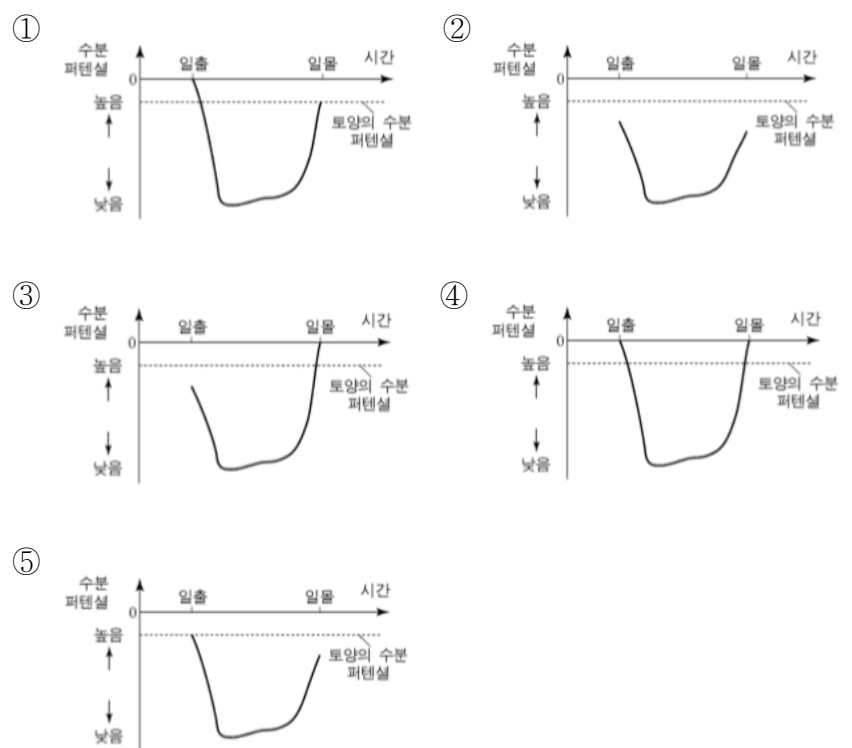 ①
수분
퍼텐셜
일출
일몰
시간
0
높음
토양의 수분
퍼텐셜
낮음
②
수분
퍼텐셜
일출
일몰
시간
0
높음
토양의 수분
퍼텐셜
낮음
③
수분
퍼텐셜
일출
일몰
시간
0
높음
토양의 수분
퍼텐셜
낮음
④
수분
퍼텐셜
일출
일몰
시간
0
높음
토양의 수분
퍼텐셜
낮음
⑤
수분
퍼텐셜
일출
일몰
시간
0
높음
토양의 수분
퍼텐셜
낮음